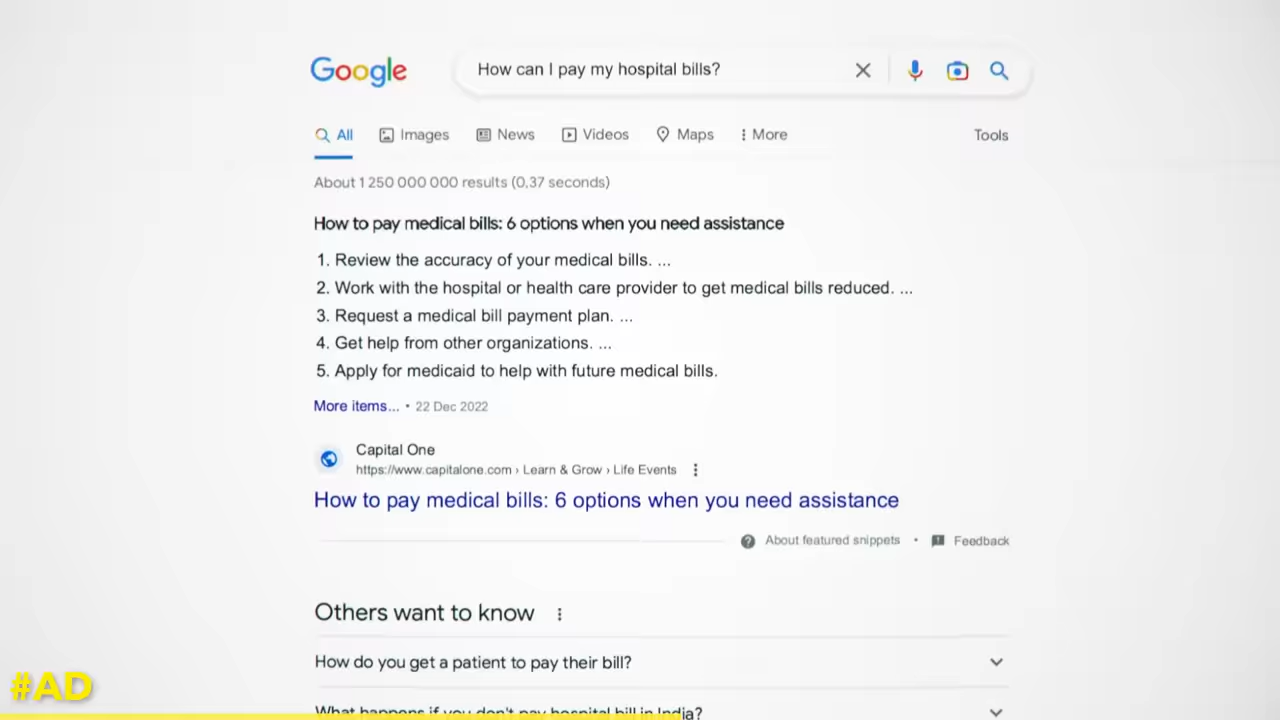 Google
How can I pay my hospital bills?
All Images News Videos Maps More Tools
About 1 250 000 000 results (0,37 seconds)
How to pay medical bills: 6 options when you need assistance
1. Review the accuracy of your medical bills. ...
2. Work with the hospital or health care provider to get medical bills reduced. ...
3. Request a medical bill payment plan. ...
4. Get help from other organizations. ...
5. Apply for medicaid to help with future medical bills.
More items... • 22 Dec 2022
Capital One
https://www.capitalone.com › Learn & Grow › Life Events
How to pay medical bills: 6 options when you need assistance
About featured snippets • Feedback
Others want to know
How do you get a patient to pay their bill?
#AD
What happens if you don't pay hospital bill in India?